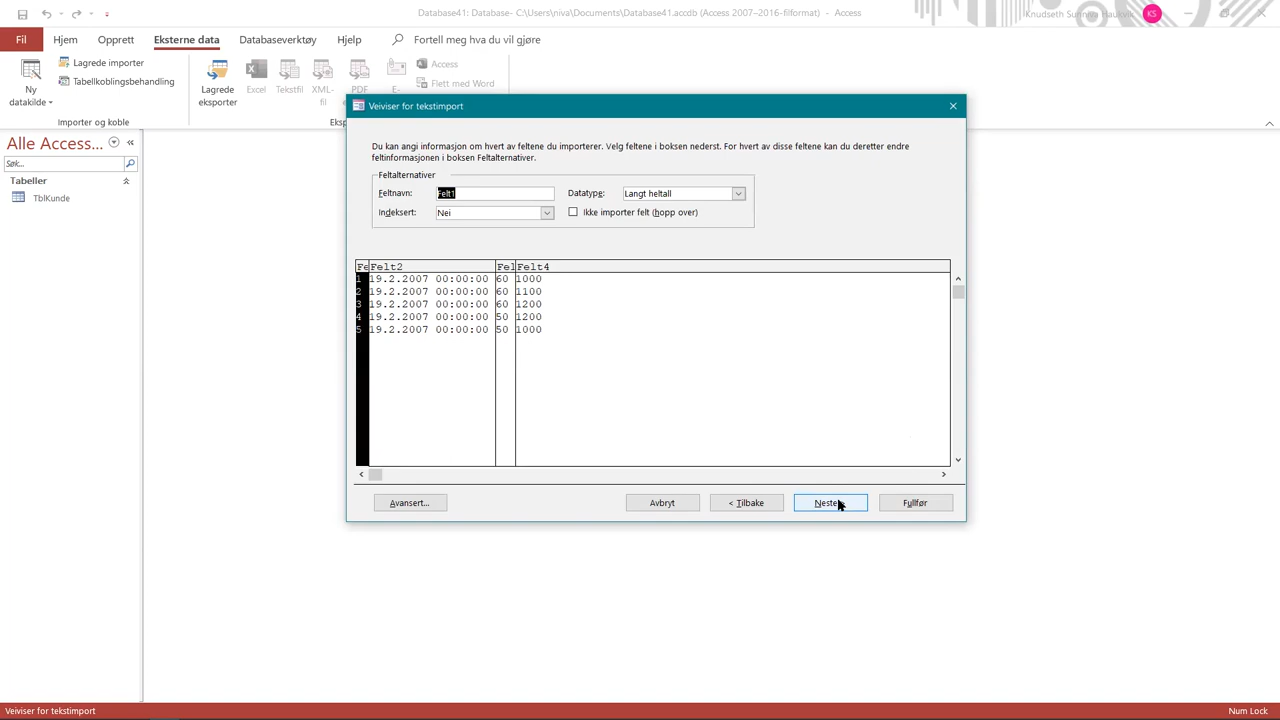 Database41: Database- C:\Users\niva\Documents\Database41.accdb (Access 2007–2016-filformat) - Access
Knudseth Sunniva Haukvik
KS
Fil Hjem Opprett Eksterne data Databaseverktøy Hjelp Fortell meg hva du vil gjøre
Ny datakilde
Lagrede importer
Tabellkoblingsbehandling
Importer og koble
Lagrede eksporter
Excel
Tekstfil
XML-fil
PDF
E-
Access
Flett med Word
Eks
Alle Access...
Søk...
Tabeller
TblKunde
Veiviser for tekstimport
Du kan angi informasjon om hvert av feltene du importerer. Velg feltene i boksen nederst. For hvert av disse feltene kan du deretter endre
feltinformasjonen i boksen Feltalternativer.
Feltalternativer
Feltnavn: Felt1 Datatype: Langt heltall
Indeksert: Nei Ikke importer felt (hopp over)
Fe Felt2 Fel Felt4
1 19.2.2007 00:00:00 60 1000
2 19.2.2007 00:00:00 60 1100
3 19.2.2007 00:00:00 60 1200
4 19.2.2007 00:00:00 50 1200
5 19.2.2007 00:00:00 50 1000
Avansert... Avbryt < Tilbake Neste Fullfør
Veiviser for tekstimport
Num Lock